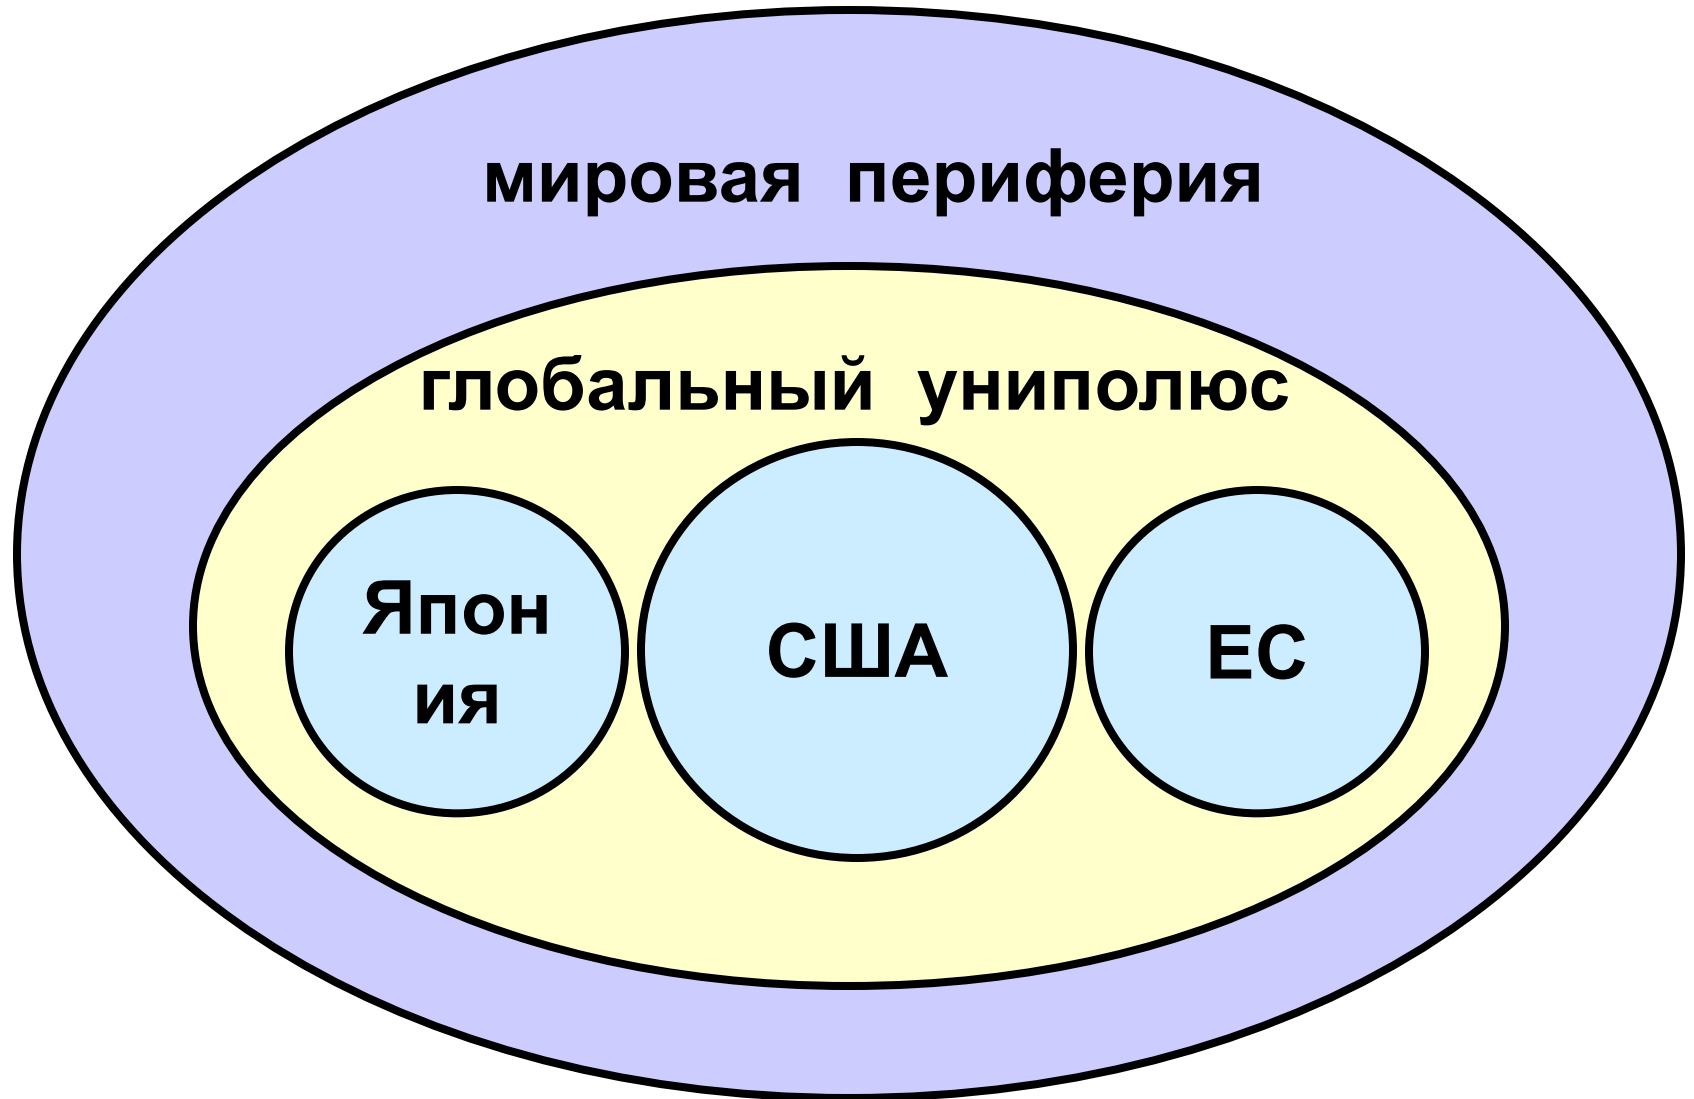 мировая периферия
глобальный униполюс
Япон
ия
США
ЕС